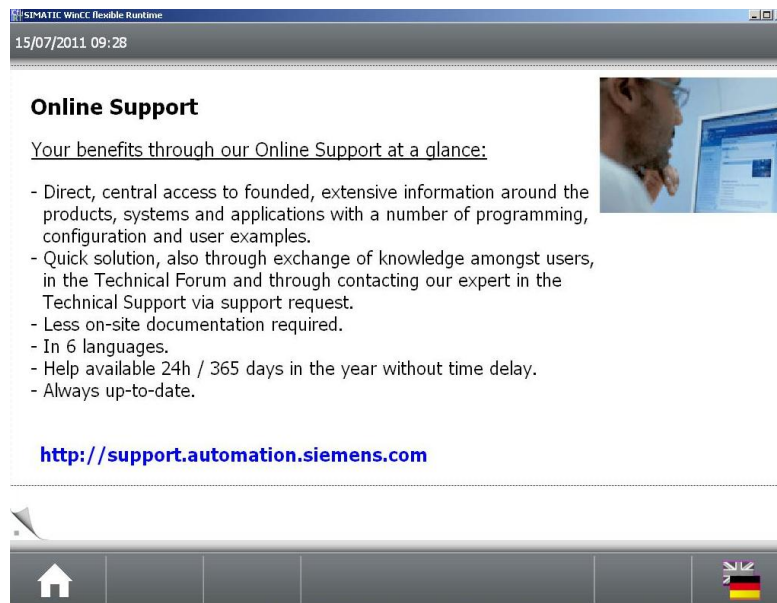 SIMATIC WinCC flexible Runtime
15/07/2011 09:28
Online Support
Your benefits through our Online Support at a glance:
- Direct, central access to founded, extensive information around the
products, systems and applications with a number of programming,
configuration and user examples.
- Quick solution, also through exchange of knowledge amongst users,
in the Technical Forum and through contacting our expert in the
Technical Support via support request.
- Less on-site documentation required.
- In 6 languages.
- Help available 24h / 365 days in the year without time delay.
- Always up-to-date.
http://support.automation.siemens.com